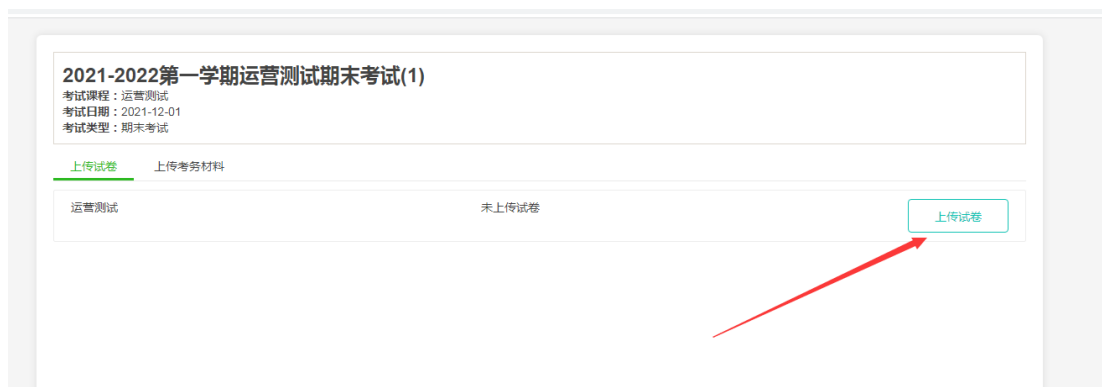 2021-2022第一学期运营测试期末考试(1)
考试课程：运营测试
考试日期：2021-12-01
考试类型：期末考试
上传试卷 上传考务材料
运营测试 未上传试卷 上传试卷